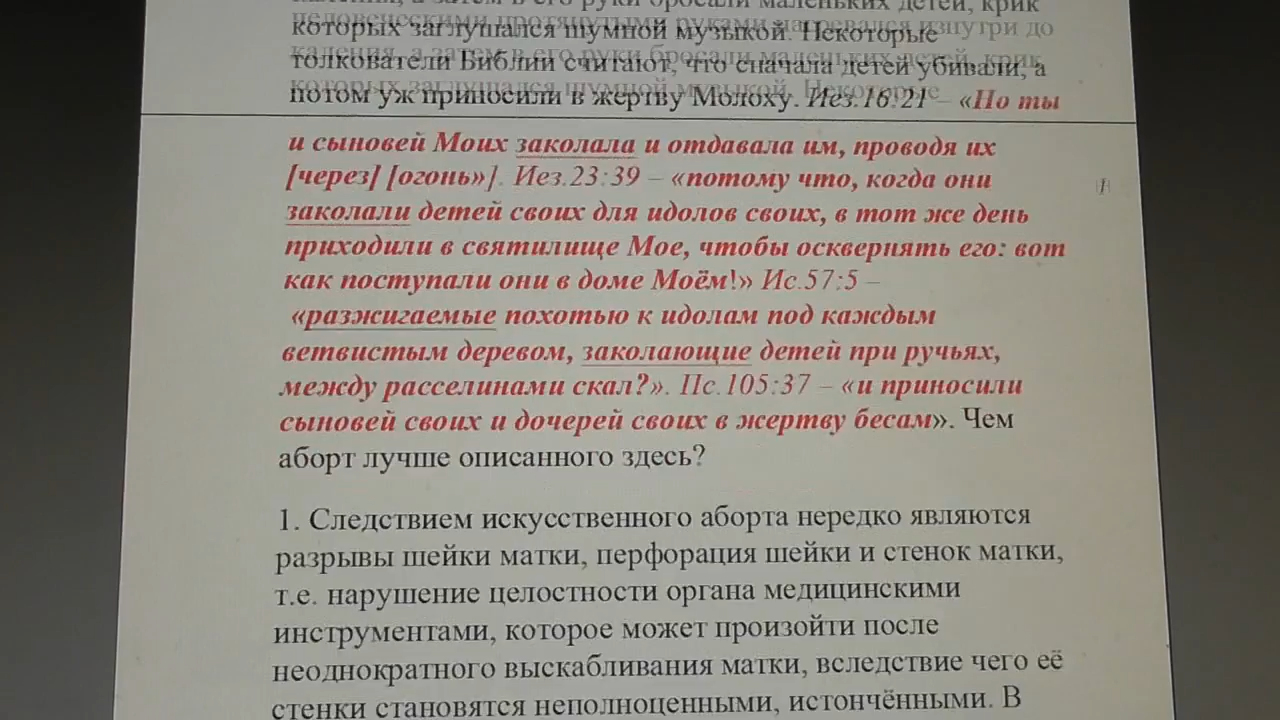 которых заглушался шумной музыкой. Некоторые
толкователи Библии считают, что сначала детей убивали, а
потом уж приносили в жертву Молоху. Иез.16:21 – «Но ты
и сыновей Моих заколала и отдавала им, проводя их
[через] [огонь»]. Иез.23:39 – «потому что, когда они
заколали детей своих для идолов своих, в тот же день
приходили в святилище Мое, чтобы осквернять его: вот
как поступали они в доме Моём!» Ис.57:5 –
«разжигаемые похотью к идолам под каждым
ветвистым деревом, заколающие детей при ручьях,
между расселинами скал?». Пс.105:37 – «и приносили
сыновей своих и дочерей своих в жертву бесам». Чем
аборт лучше описанного здесь?
1. Следствием искусственного аборта нередко являются
разрывы шейки матки, перфорация шейки и стенок матки,
т.е. нарушение целостности органа медицинскими
инструментами, которое может произойти после
неоднократного выскабливания матки, вследствие чего её
стенки становятся неполноценными, истончёнными. В